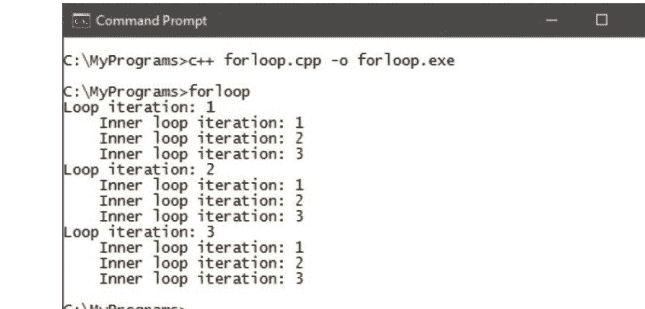 Command Prompt
C:\MyPrograms>c++ forloop.cpp -o forloop.exe
C:\MyPrograms>forloop
Loop iteration: 1
    Inner loop iteration: 1
    Inner loop iteration: 2
    Inner loop iteration: 3
Loop iteration: 2
    Inner loop iteration: 1
    Inner loop iteration: 2
    Inner loop iteration: 3
Loop iteration: 3
    Inner loop iteration: 1
    Inner loop iteration: 2
    Inner loop iteration: 3
C:\MyPrograms>